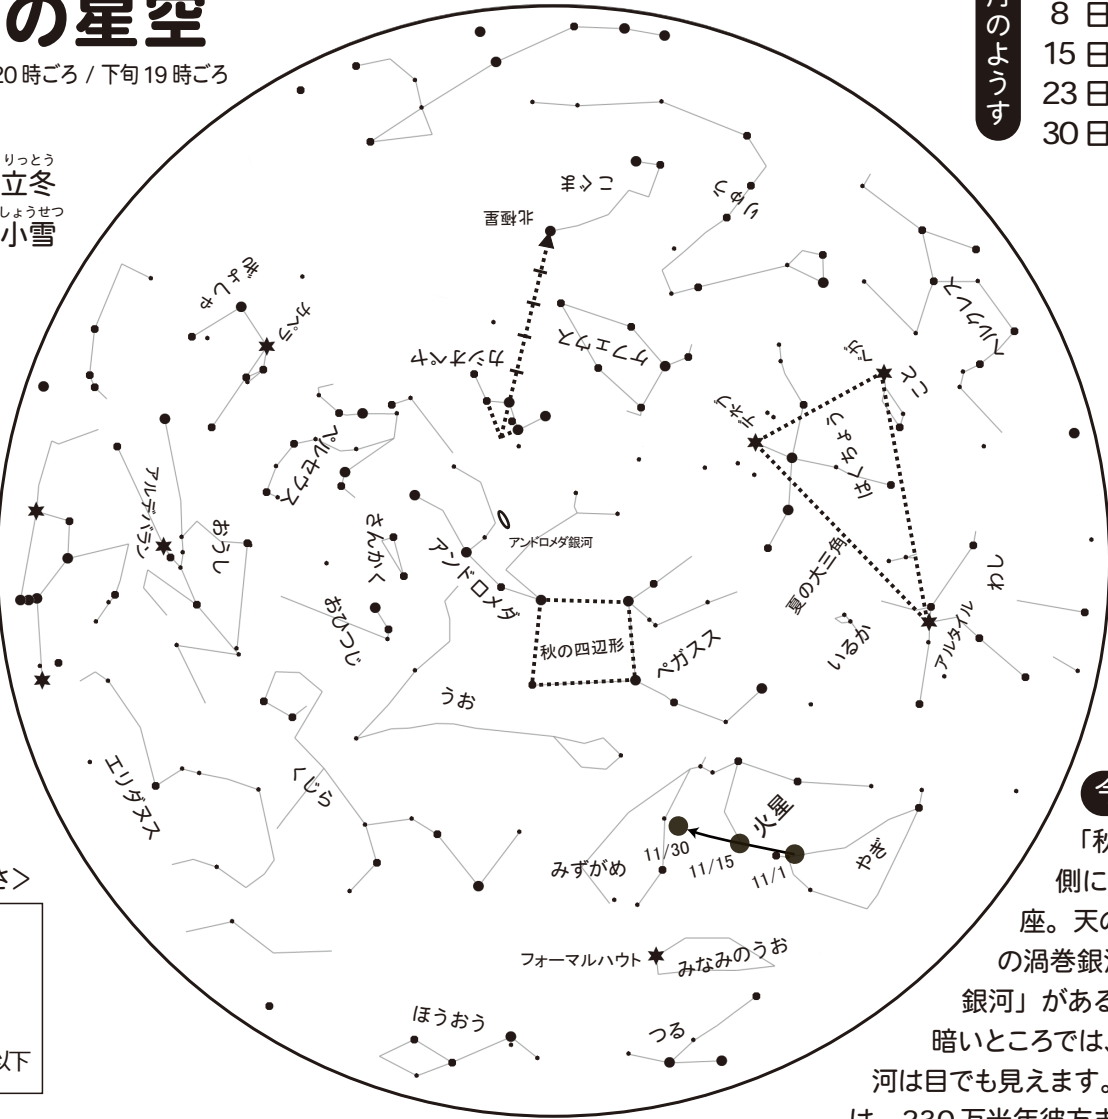 の星空
20時ごろ / 下旬19時ごろ
りっとう
立冬
しょうせつ
小雪
のようす
8 日
15 日
23 日
30 日
こぐま
北極星
りゅう
ぎょしゃ
カペラ
カシオペヤ
ケフェウス
ヘルクレス
ベガ
こと
デネブ
はくちょう
ペルセウス
アルデバラン
おうし
さんかく
アンドロメダ銀河
アンドロメダ
夏の大三角
わし
おひつじ
秋の四辺形
ペガスス
いるか
アルタイル
うお
エリダヌス
くじら
火星
11/30
11/15
11/1
みずがめ
やぎ
フォーマルハウト
みなみのうお
ほうおう
つる
さ>
以下
「秋
側に
座。天の
の渦巻銀河
銀河」がある
暗いところでは、
河は目でも見えます。